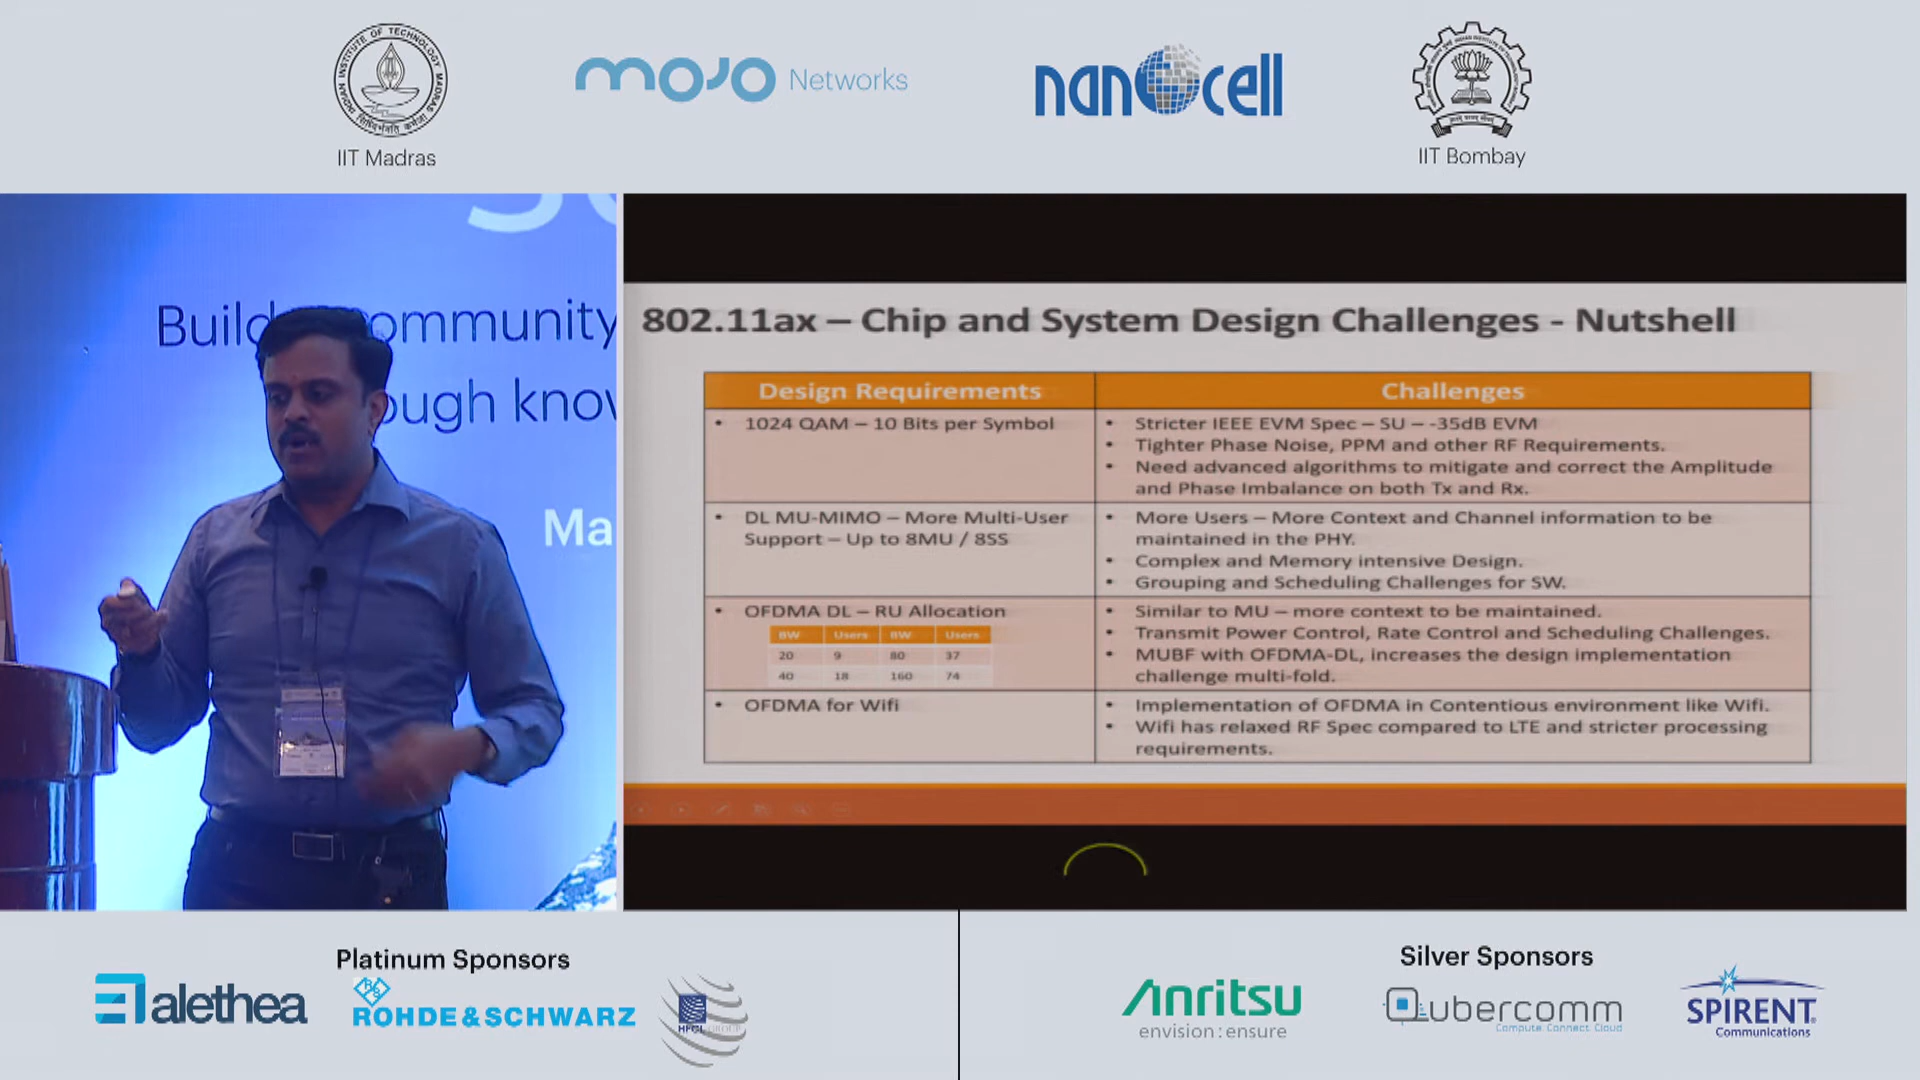 IIT Madras
mojo Networks
nanocell
IIT Bombay
Build
ommunity
ough know
Ma
802.11ax – Chip and System Design Challenges - Nutshell
Design Requirements
Challenges
• 1024 QAM – 10 Bits per Symbol
• Stricter IEEE EVM Spec – SU – -35dB EVM
• Tighter Phase Noise, PPM and other RF Requirements.
• Need advanced algorithms to mitigate and correct the Amplitude
and Phase Imbalance on both Tx and Rx.
• DL MU-MIMO – More Multi-User
Support – Up to 8MU / 8SS
• More Users – More Context and Channel information to be
maintained in the PHY.
• Complex and Memory intensive Design.
• Grouping and Scheduling Challenges for SW.
• OFDMA DL – RU Allocation
BW Users BW Users
20 9 80 37
40 18 160 74
• Similar to MU – more context to be maintained.
• Transmit Power Control, Rate Control and Scheduling Challenges.
• MUBF with OFDMA-DL, increases the design implementation
challenge multi-fold.
• OFDMA for Wifi
• Implementation of OFDMA in Contentious environment like Wifi.
• Wifi has relaxed RF Spec compared to LTE and stricter processing
requirements.
Platinum Sponsors
alethea
ROHDE & SCHWARZ
HFCL GROUP
Silver Sponsors
Anritsu
envision : ensure
Qubercomm
Compute Connect Cloud
SPIRENT
Communications